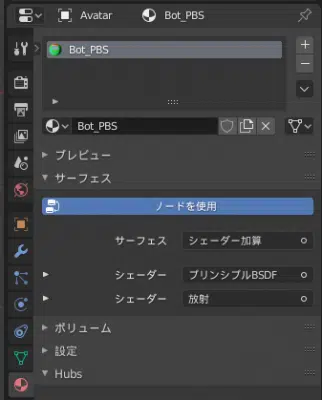 Avatar Bot_PBS
Bot_PBS
Bot_PBS
プレビュー
サーフェス
ノードを使用
サーフェス シェーダー加算
シェーダー プリンシプルBSDF
シェーダー 放射
ボリューム
設定
Hubs